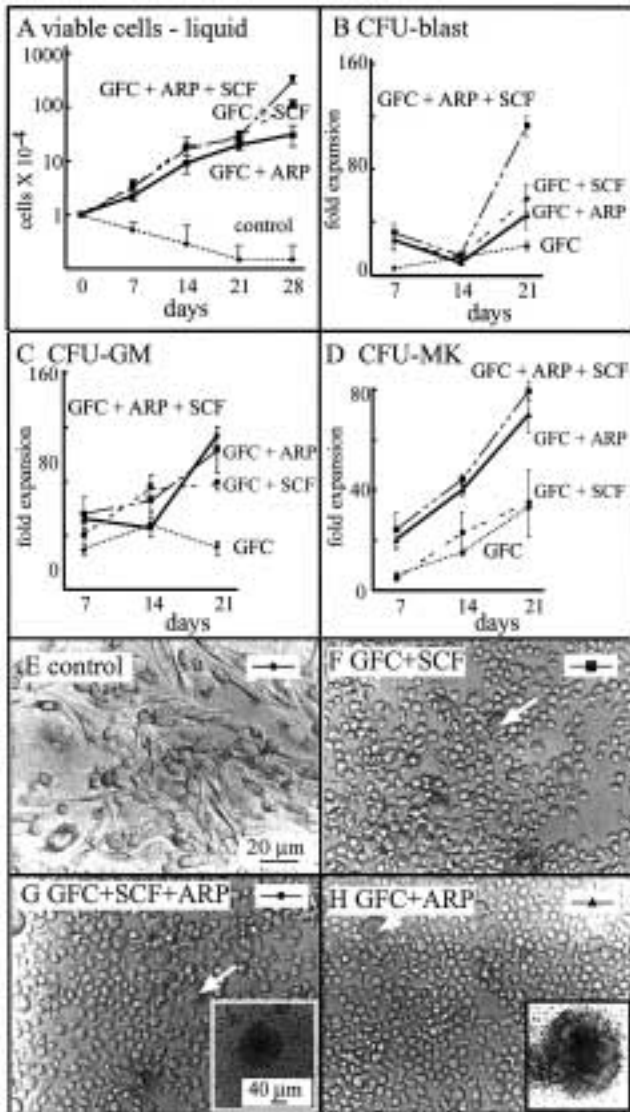 A viable cells - liquid
1000
100
10
1
cells X 10⁻⁴
GFC + ARP + SCF
GFC + SCF
GFC + ARP
control
0 7 14 21 28
days
B CFU-blast
160
80
0
fold expansion
GFC + ARP + SCF
GFC + SCF
GFC + ARP
GFC
7 14 21
days
C CFU-GM
160
80
0
fold expansion
GFC + ARP + SCF
GFC + ARP
GFC + SCF
GFC
7 14 21
days
D CFU-MK
80
40
0
fold expansion
GFC + ARP + SCF
GFC + ARP
GFC + SCF
GFC
7 14 21
days
E control
20 µm
F GFC+SCF
G GFC+SCF+ARP
40 µm
H GFC+ARP